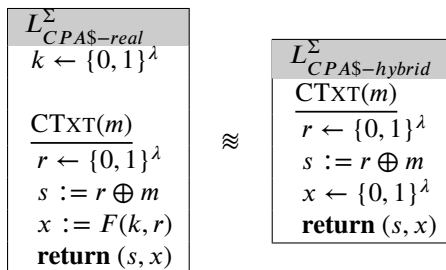 L^Σ_{CPA$−real}
k ← {0, 1}^λ
CTXT(m)
r ← {0, 1}^λ
s := r ⊕ m
x := F(k, r)
return (s, x)
≋
L^Σ_{CPA$−hybrid}
CTXT(m)
r ← {0, 1}^λ
s := r ⊕ m
x ← {0, 1}^λ
return (s, x)